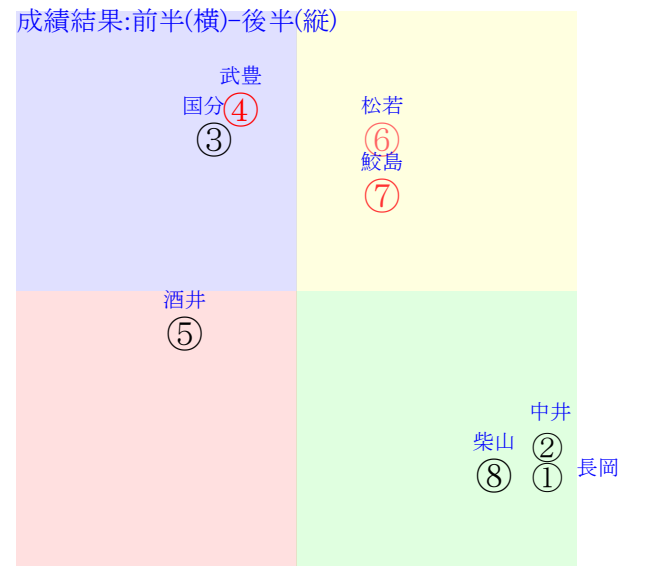 成績結果:前半(横)-後半(縦)
武豊
国分④
③
松若
⑥
鮫島
⑦
酒井
⑤
中井
柴山②
⑧①長岡